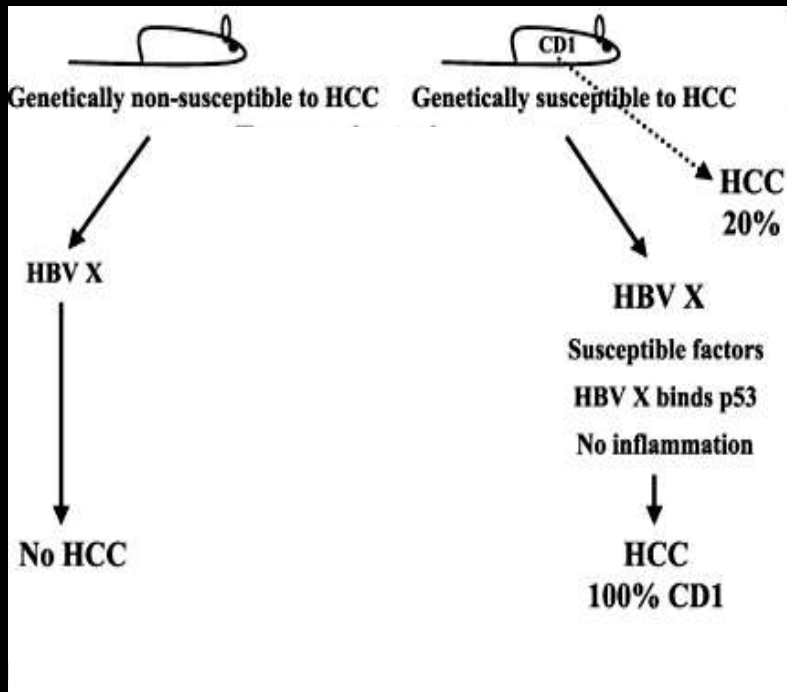 CD1
Genetically non-susceptible to HCC
Genetically susceptible to HCC
HCC
20%
HBV X
HBV X
Susceptible factors
HBV X binds p53
No inflammation
No HCC
HCC
100% CD1